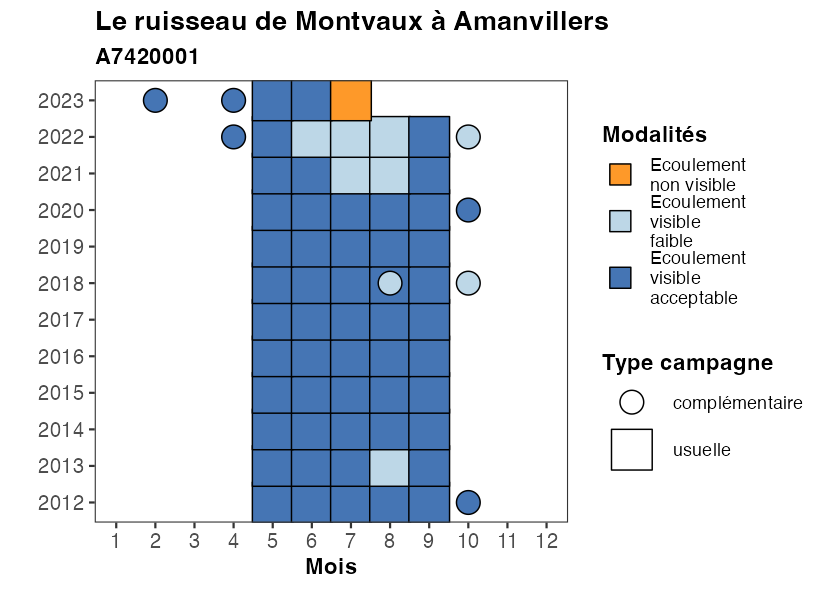 Le ruisseau de Montvaux à Amanvillers
A7420001
2023
2022
2021
2020
2019
2018
2017
2016
2015
2014
2013
2012
1 2 3 4 5 6 7 8 9 10 11 12
Mois
Modalités
Ecoulement
non visible
Ecoulement
visible
faible
Ecoulement
visible
acceptable
Type campagne
complémentaire
usuelle